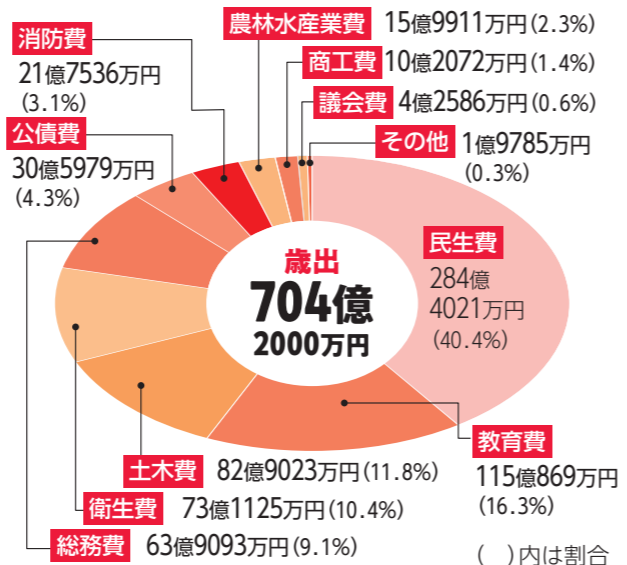 農林水産業費 15億9911万円(2.3%)
消防費
21億7536万円
(3.1%)
商工費 10億2072万円(1.4%)
議会費 4億2586万円(0.6%)
その他 1億9785万円
(0.3%)
公債費
30億5979万円
(4.3%)
民生費
284億
4021万円
(40.4%)
歳出
704億
2000万円
教育費
115億869万円
(16.3%)
土木費 82億9023万円(11.8%)
衛生費 73億1125万円(10.4%)
総務費 63億9093万円(9.1%)
(　)内は割合